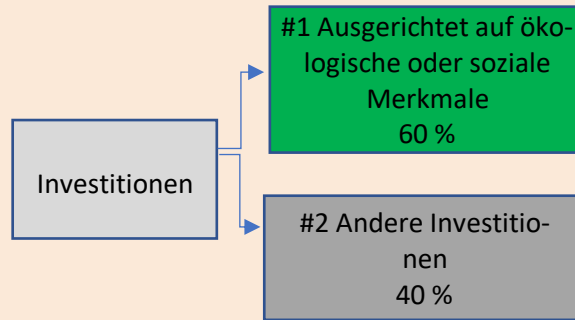 #1 Ausgerichtet auf öko-
logische oder soziale
Merkmale
60 %
Investitionen
#2 Andere Investitio-
nen
40 %